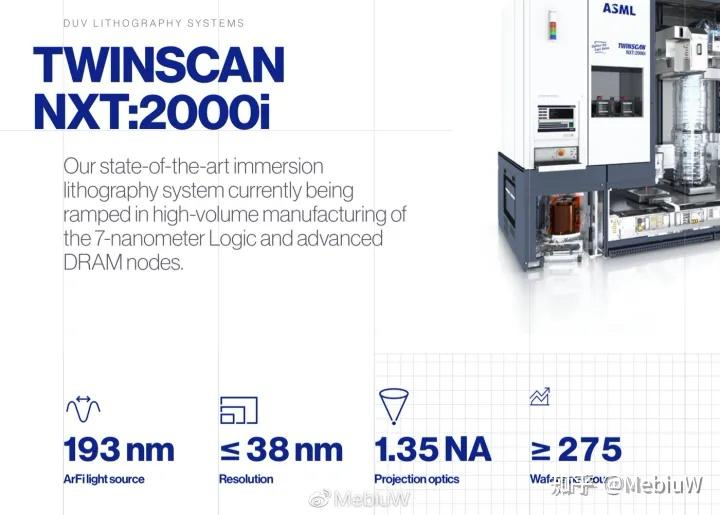 DUV LITHOGRAPHY SYSTEMS
TWINSCAN
NXT:2000i
Our state-of-the-art immersion
lithography system currently being
ramped in high-volume manufacturing of
the 7-nanometer Logic and advanced
DRAM nodes.
ASML
TWINSCAN
NXT:2000i
193 nm
≤ 38 nm
1.35 NA
≥ 275
ArFi light source
Resolution
Projection optics
知乎 @MebiuW
MebiuW